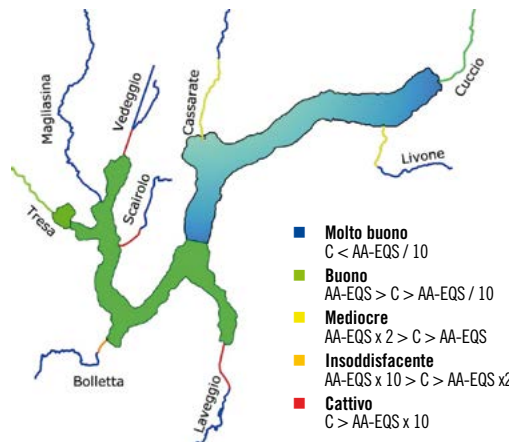 Cuccio
Cassarate
Vedeggio
Magliasina
Livone
Scairolo
Tresa
Bolletta
Laveggio
Molto buono
C < AA-EQS / 10
Buono
AA-EQS > C > AA-EQS / 10
Mediocre
AA-EQS x 2 > C > AA-EQS
Insoddisfacente
AA-EQS x 10 > C > AA-EQS x2
Cattivo
C > AA-EQS x 10